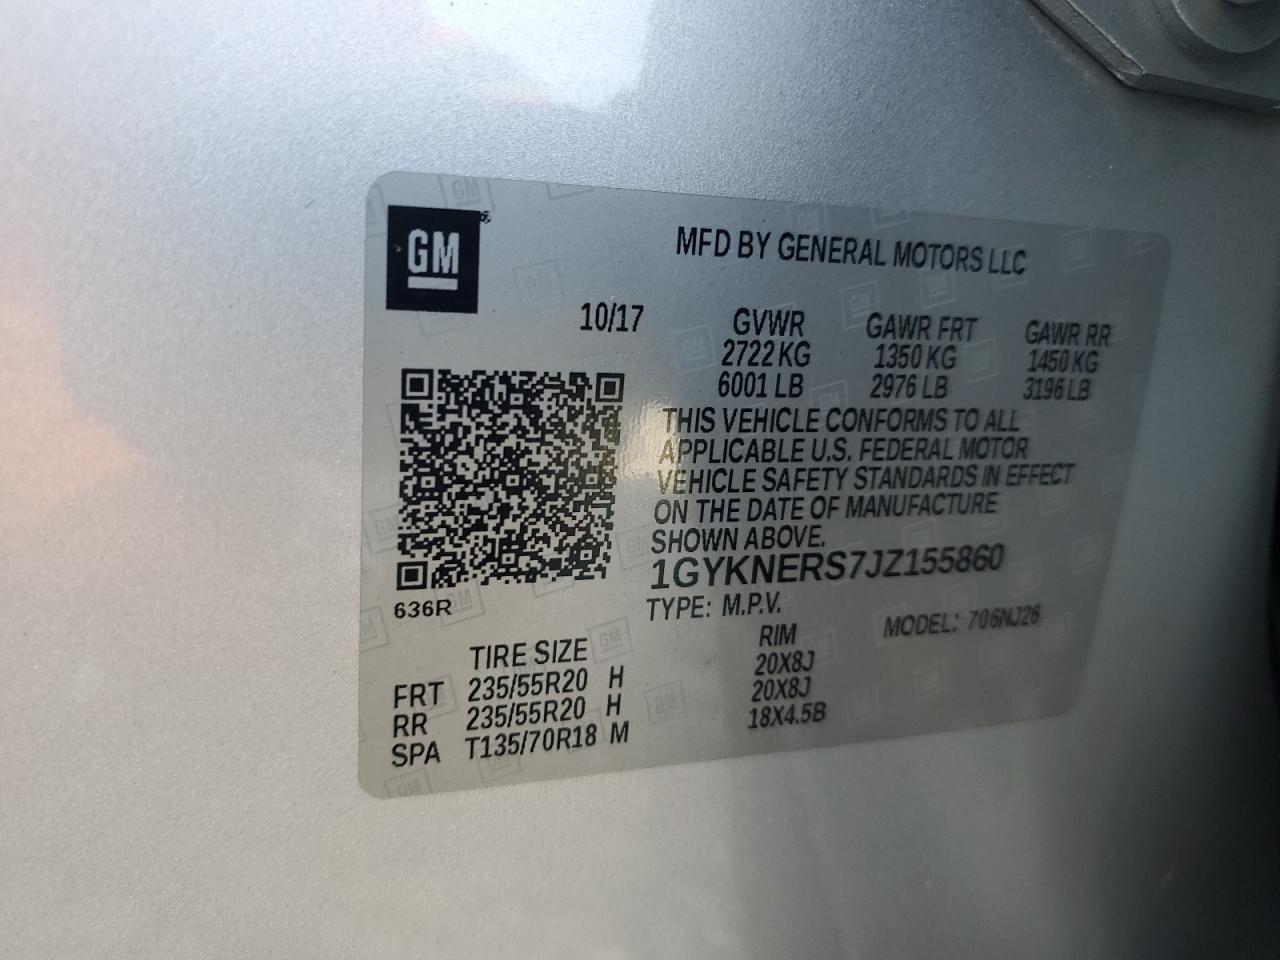 GM
MFD BY GENERAL MOTORS LLC
10/17
GVWR GAWR FRT GAWR RR
2722 KG 1350 KG 1450 KG
6001 LB 2976 LB 3196 LB
THIS VEHICLE CONFORMS TO ALL
APPLICABLE U.S. FEDERAL MOTOR
VEHICLE SAFETY STANDARDS IN EFFECT
ON THE DATE OF MANUFACTURE
SHOWN ABOVE.
1GYKNERS7JZ155860
636R
TYPE: M.P.V. MODEL: 706NJ26
TIRE SIZE RIM
FRT 235/55R20 H 20X8J
RR 235/55R20 H 20X8J
SPA T135/70R18 M 18X4.5B